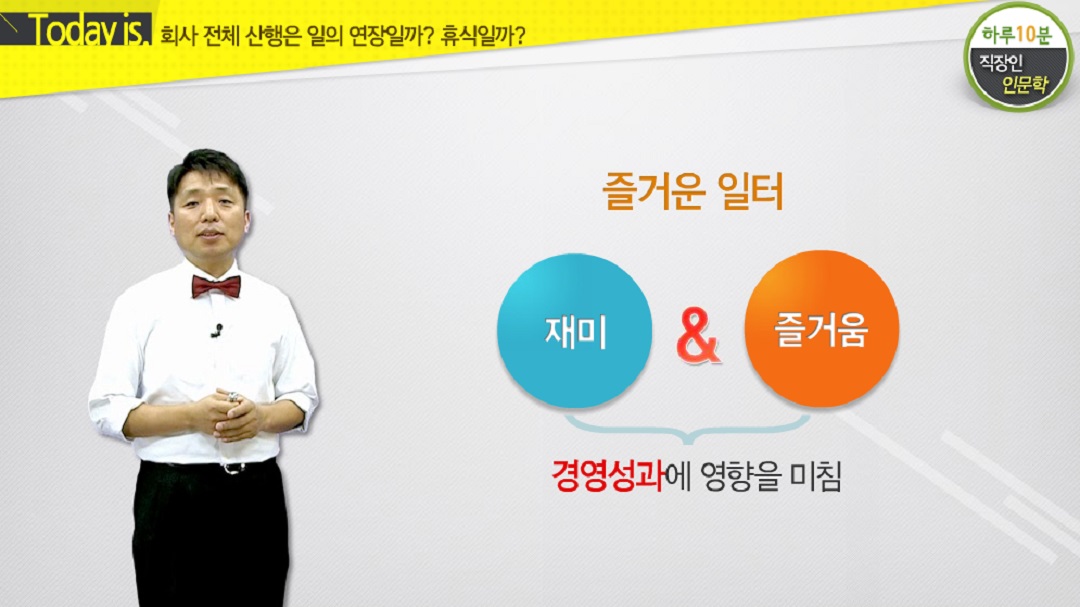 Today is. 회사 전체 산행은 일의 연장일까? 휴식일까?
하루10분
직장인
인문학
즐거운 일터
재미 & 즐거움
경영성과에 영향을 미침